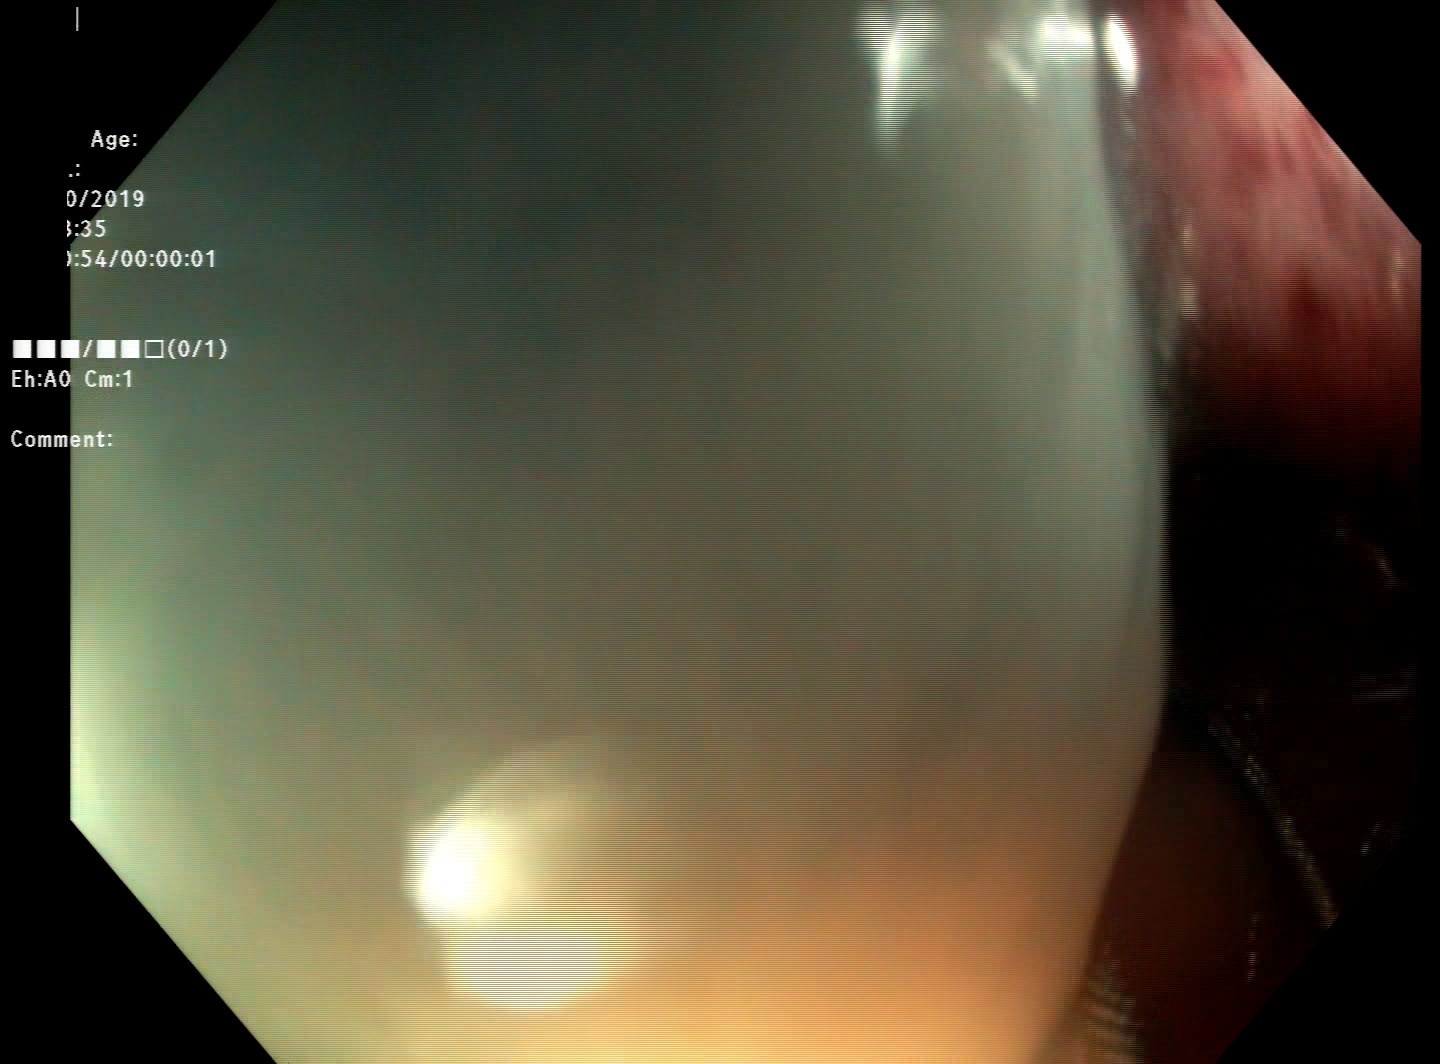 Age:
.:
0/2019
:35
:54/00:00:01
■■■/■■□(0/1)
Eh:A0 Cm:1
Comment: